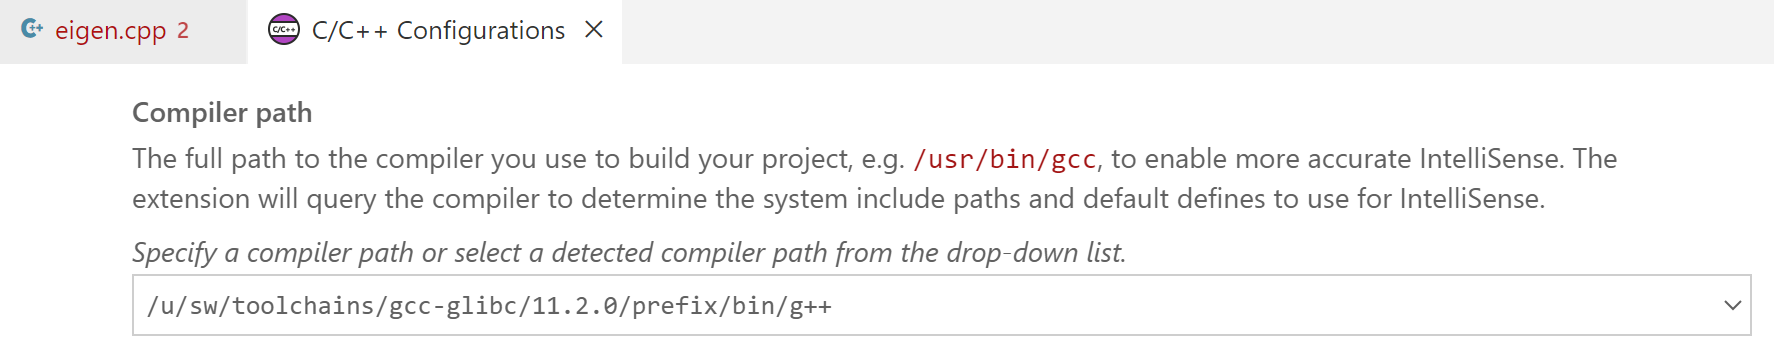 eigen.cpp 2 C/C++ C/C++ Configurations
Compiler path
The full path to the compiler you use to build your project, e.g. /usr/bin/gcc, to enable more accurate IntelliSense. The
extension will query the compiler to determine the system include paths and default defines to use for IntelliSense.
Specify a compiler path or select a detected compiler path from the drop-down list.
/u/sw/toolchains/gcc-glibc/11.2.0/prefix/bin/g++